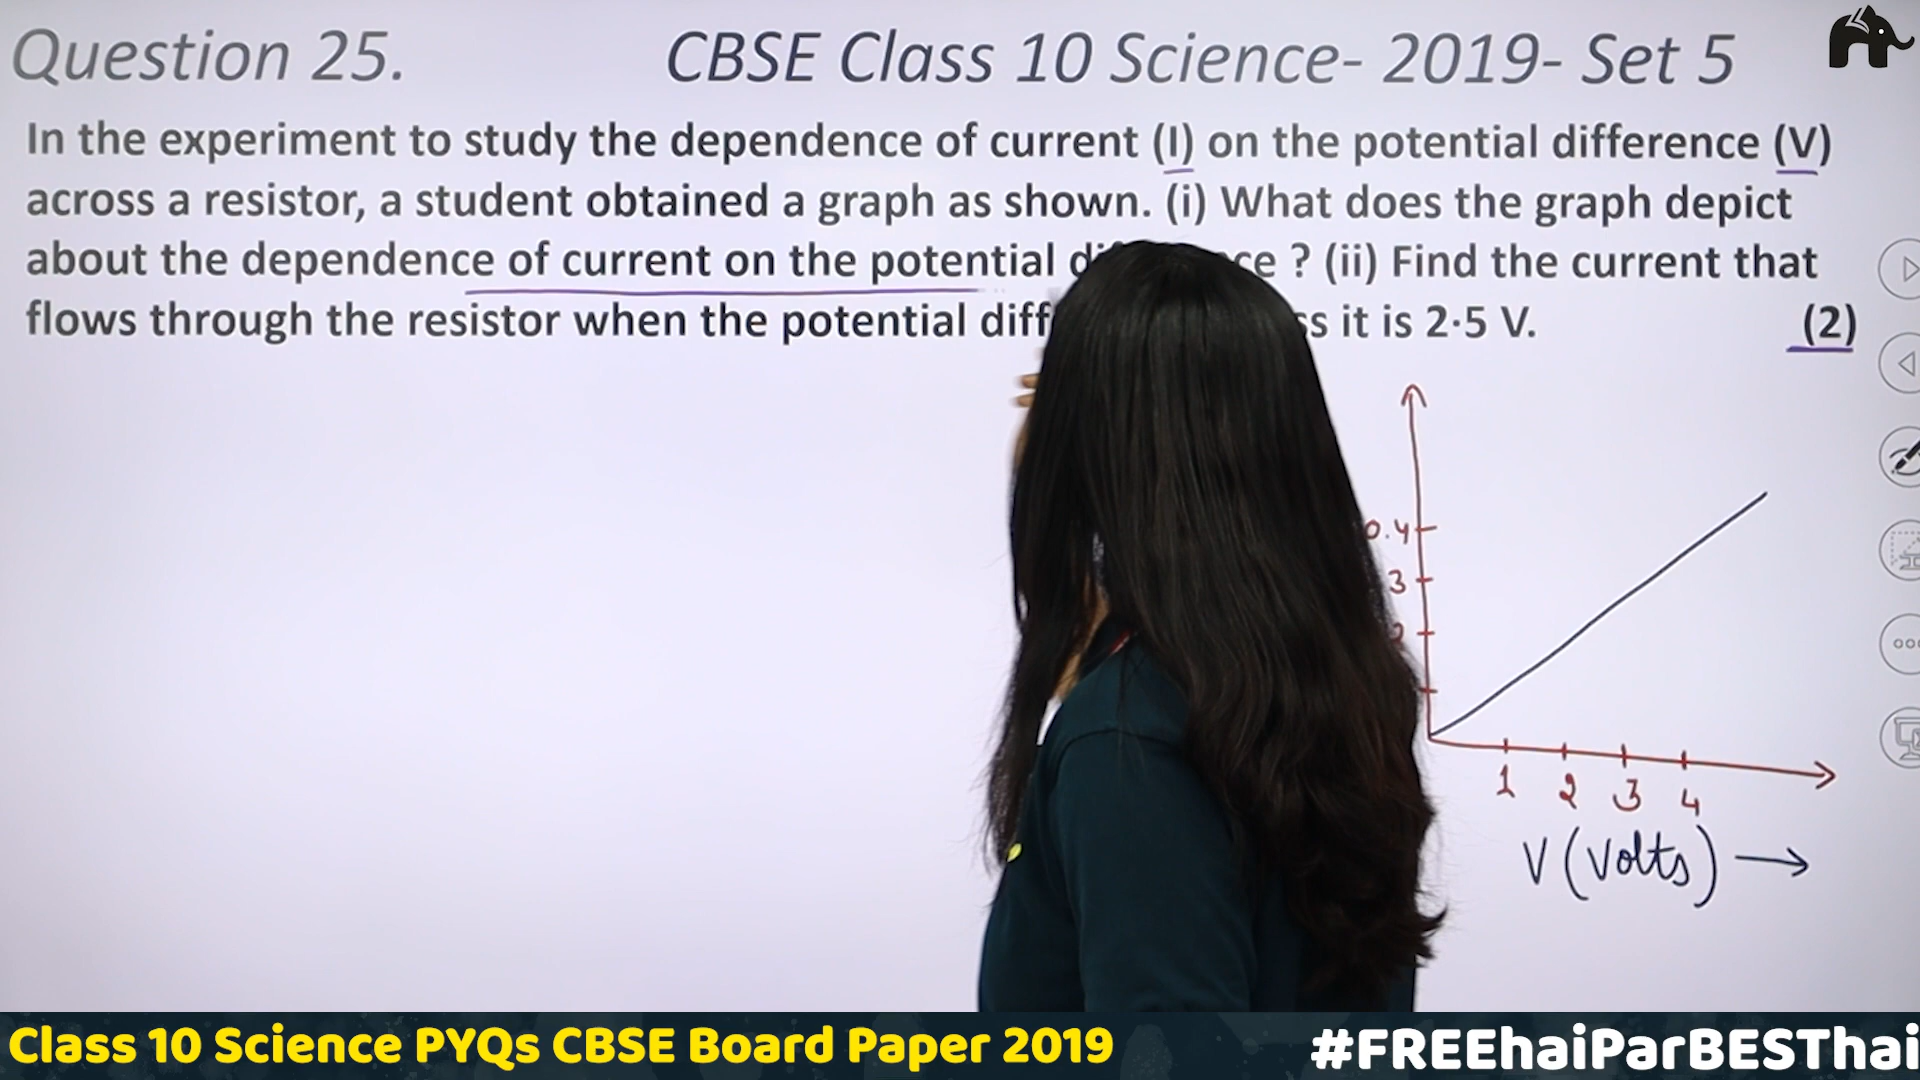 Question 25. CBSE Class 10 Science- 2019- Set 5
In the experiment to study the dependence of current (I) on the potential difference (V)
across a resistor, a student obtained a graph as shown. (i) What does the graph depict
about the dependence of current on the potential ? (ii) Find the current that
flows through the resistor when the potential it is 2·5 V. (2)
0.4
3
1 2 3 4
V (Volts) →
Class 10 Science PYQs CBSE Board Paper 2019 #FREEhaiParBESThai